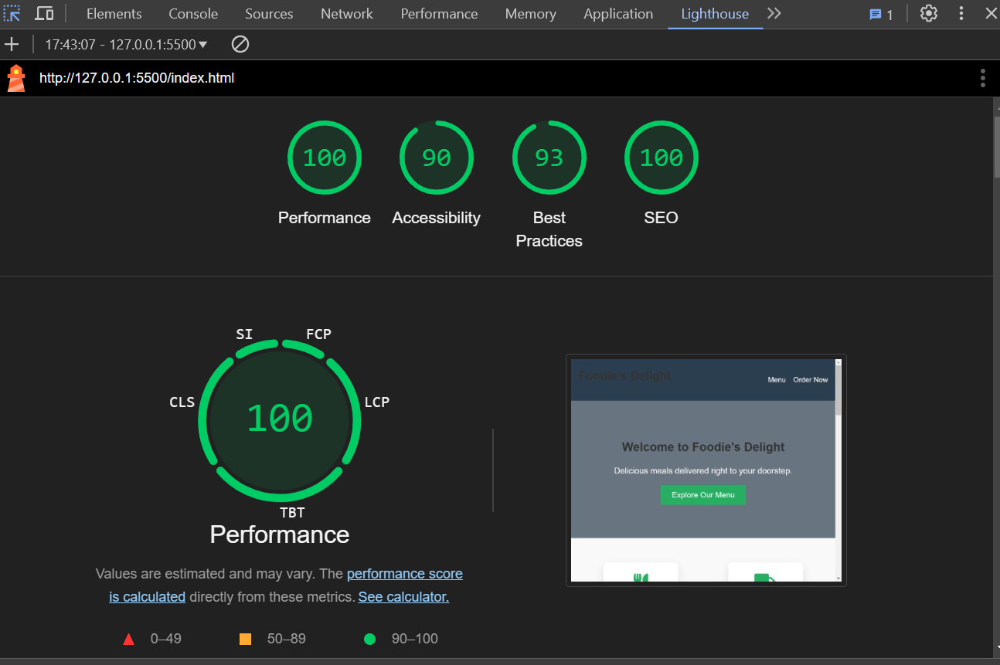 Elements Console Sources Network Performance Memory Application Lighthouse 1
17:43:07 - 127.0.0.1:5500
http://127.0.0.1:5500/index.html
100 90 93 100
Performance Accessibility Best Practices SEO
SI FCP
CLS LCP
100
TBT
Performance
Values are estimated and may vary. The performance score
is calculated directly from these metrics. See calculator.
0–49 50–89 90–100
Foodie's Delight Menu Order Now
Welcome to Foodie's Delight
Delicious meals delivered right to your doorstep.
Explore Our Menu